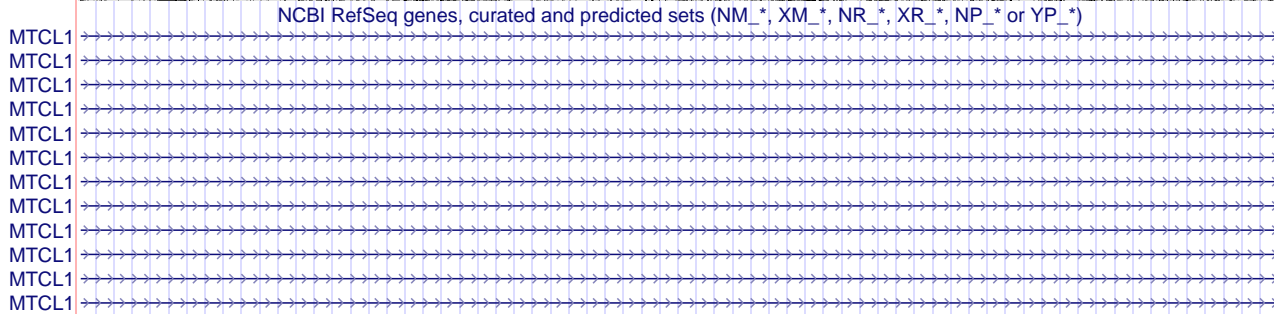 NCBI RefSeq genes, curated and predicted sets (NM_*, XM_*, NR_*, XR_*, NP_* or YP_*)
MTCL1
MTCL1
MTCL1
MTCL1
MTCL1
MTCL1
MTCL1
MTCL1
MTCL1
MTCL1
MTCL1
MTCL1